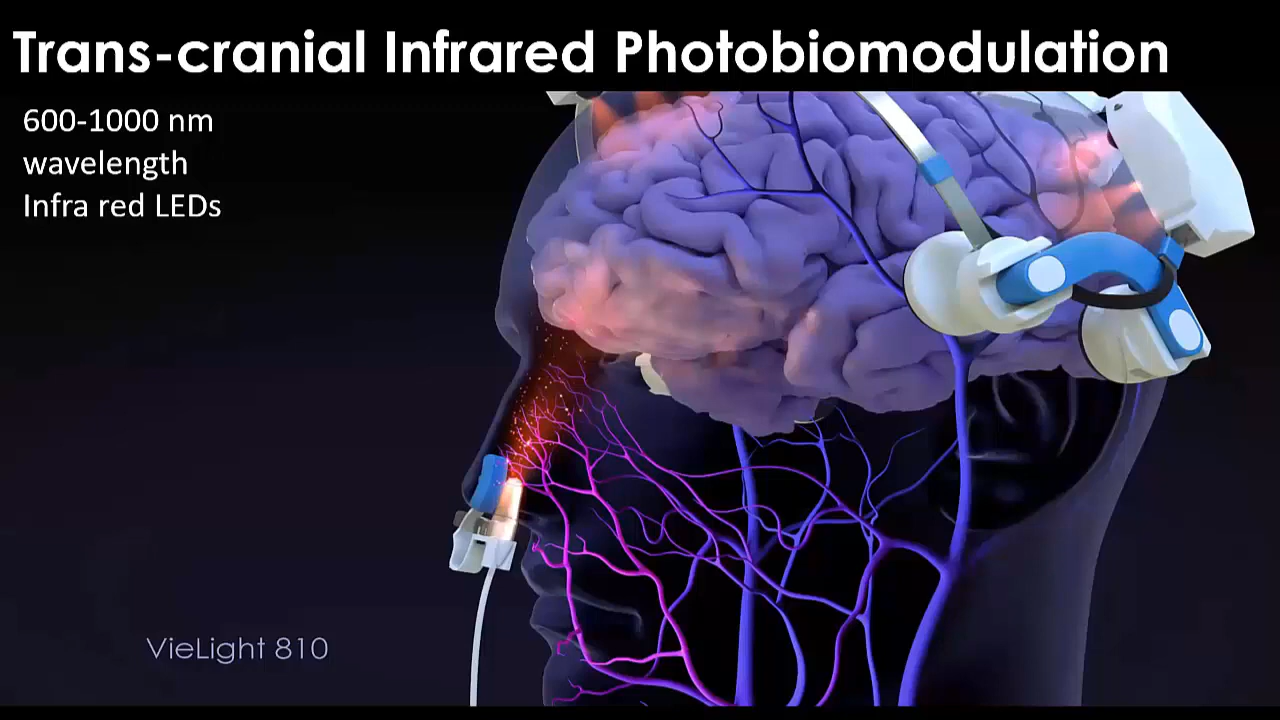 Trans-cranial Infrared Photobiomodulation
600-1000 nm
wavelength
Infra red LEDs
VieLight 810